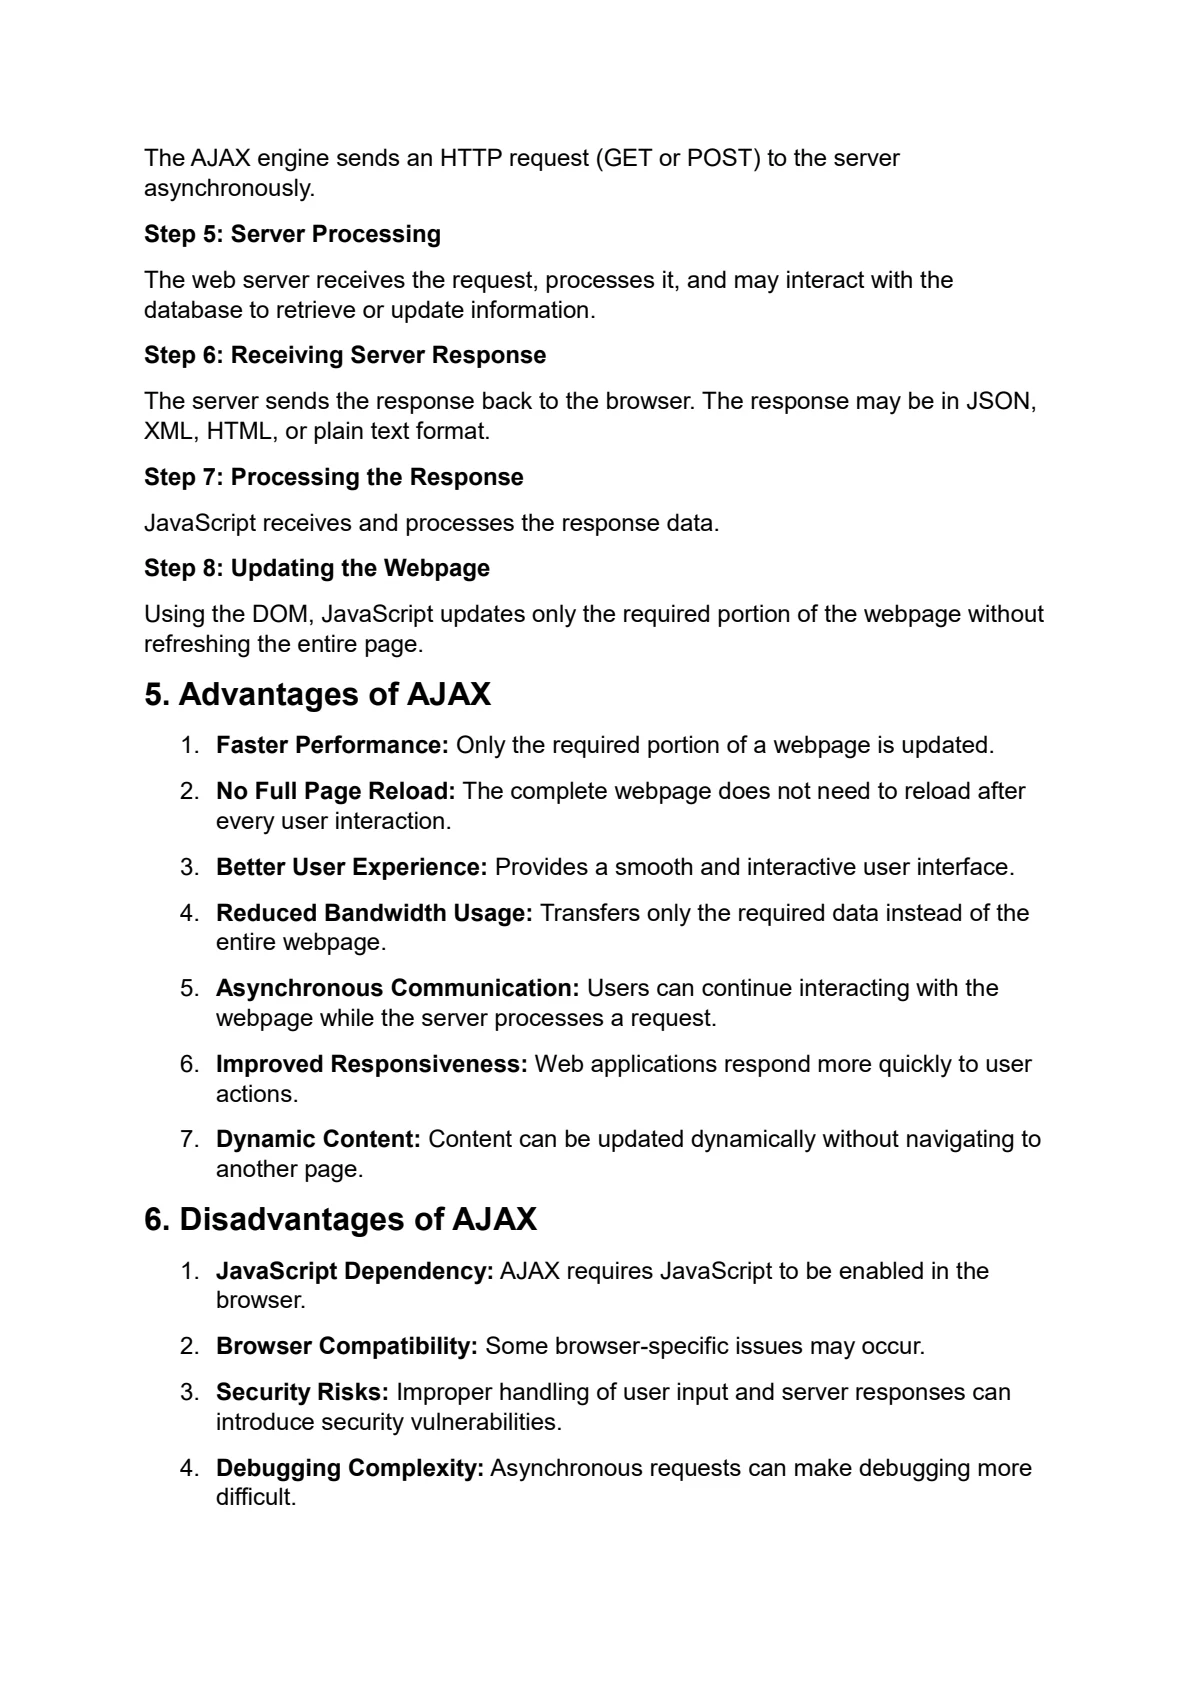 The AJAX engine sends an HTTP request (GET or POST) to the server
asynchronously.
Step 5: Server Processing
The web server receives the request, processes it, and may interact with the
database to retrieve or update information.
Step 6: Receiving Server Response
The server sends the response back to the browser. The response may be in JSON,
XML, HTML, or plain text format.
Step 7: Processing the Response
JavaScript receives and processes the response data.
Step 8: Updating the Webpage
Using the DOM, JavaScript updates only the required portion of the webpage without
refreshing the entire page.
5. Advantages of AJAX
1. Faster Performance: Only the required portion of a webpage is updated.
2. No Full Page Reload: The complete webpage does not need to reload after
every user interaction.
3. Better User Experience: Provides a smooth and interactive user interface.
4. Reduced Bandwidth Usage: Transfers only the required data instead of the
entire webpage.
5. Asynchronous Communication: Users can continue interacting with the
webpage while the server processes a request.
6. Improved Responsiveness: Web applications respond more quickly to user
actions.
7. Dynamic Content: Content can be updated dynamically without navigating to
another page.
6. Disadvantages of AJAX
1. JavaScript Dependency: AJAX requires JavaScript to be enabled in the
browser.
2. Browser Compatibility: Some browser-specific issues may occur.
3. Security Risks: Improper handling of user input and server responses can
introduce security vulnerabilities.
4. Debugging Complexity: Asynchronous requests can make debugging more
difficult.